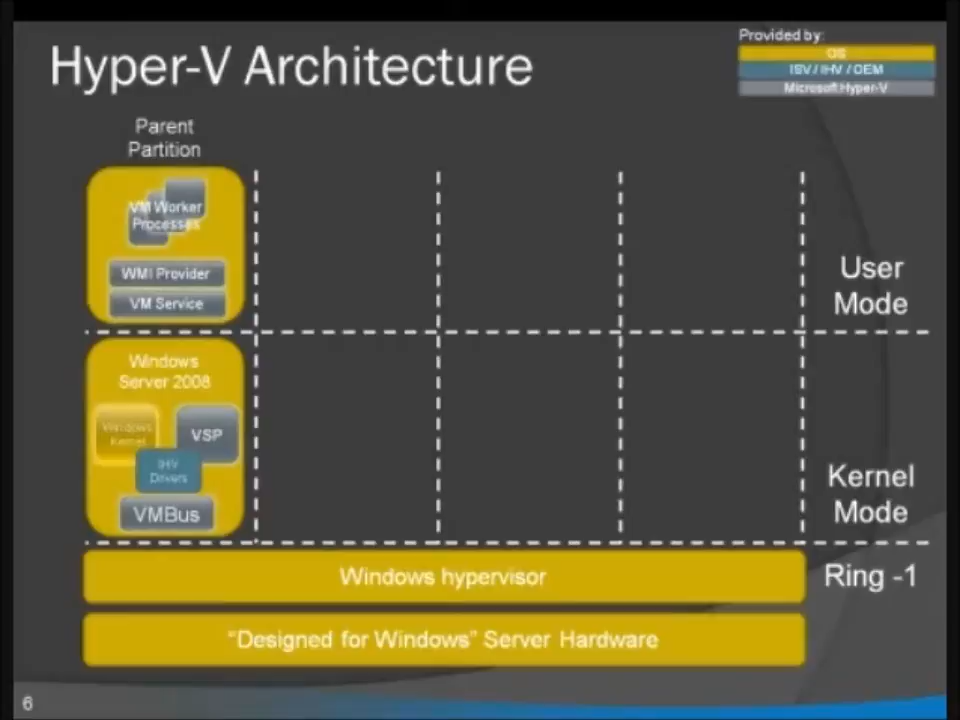 Hyper-V Architecture
Provided by:
OS
ISV / IHV / OEM
Microsoft Hyper-V
Parent
Partition
VM Worker
Processes
WMI Provider
VM Service
User
Mode
Windows
Server 2008
Windows
Kernel
VSP
IHV
Drivers
VMBus
Kernel
Mode
Windows hypervisor
Ring -1
“Designed for Windows” Server Hardware
6